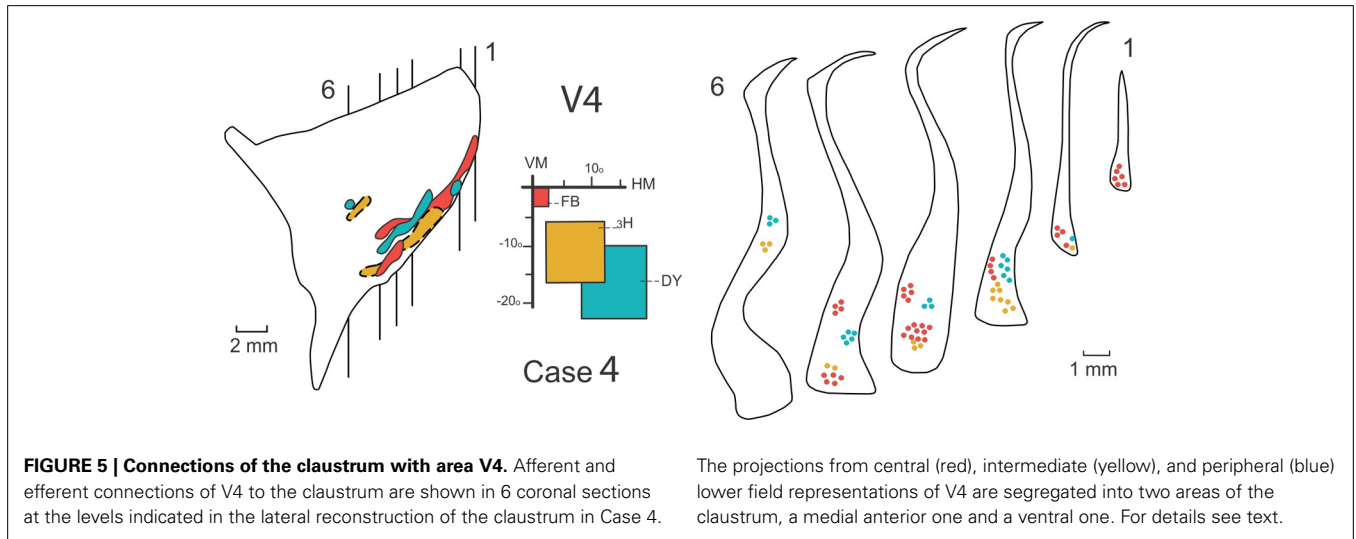 1
6
V4
VM
10o
HM
FB
3H
-10o
DY
-20o
2 mm
Case 4
6
1
1 mm
FIGURE 5 | Connections of the claustrum with area V4. Afferent and
efferent connections of V4 to the claustrum are shown in 6 coronal sections
at the levels indicated in the lateral reconstruction of the claustrum in Case 4.
The projections from central (red), intermediate (yellow), and peripheral (blue)
lower field representations of V4 are segregated into two areas of the
claustrum, a medial anterior one and a ventral one. For details see text.